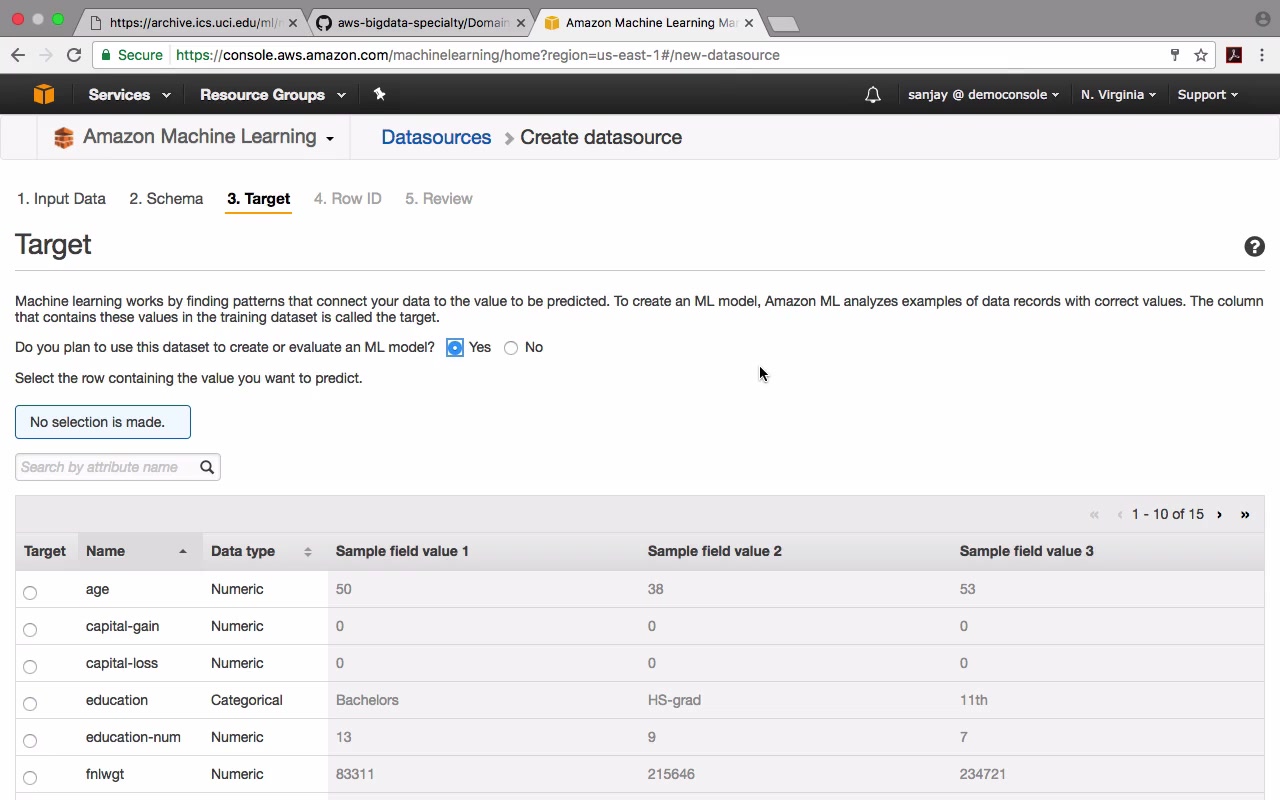 https://archive.ics.uci.edu/ml/
aws-bigdata-specialty/Domain
Amazon Machine Learning Ma
Secure https://console.aws.amazon.com/machinelearning/home?region=us-east-1#/new-datasource
Services Resource Groups sanjay @ democonsole N. Virginia Support
Amazon Machine Learning Datasources Create datasource
1. Input Data 2. Schema 3. Target 4. Row ID 5. Review
Target
Machine learning works by finding patterns that connect your data to the value to be predicted. To create an ML model, Amazon ML analyzes examples of data records with correct values. The column
that contains these values in the training dataset is called the target.
Do you plan to use this dataset to create or evaluate an ML model? Yes No
Select the row containing the value you want to predict.
No selection is made.
Search by attribute name
« ‹ 1 - 10 of 15 › »
Target Name Data type Sample field value 1 Sample field value 2 Sample field value 3
age Numeric 50 38 53
capital-gain Numeric 0 0 0
capital-loss Numeric 0 0 0
education Categorical Bachelors HS-grad 11th
education-num Numeric 13 9 7
fnlwgt Numeric 83311 215646 234721